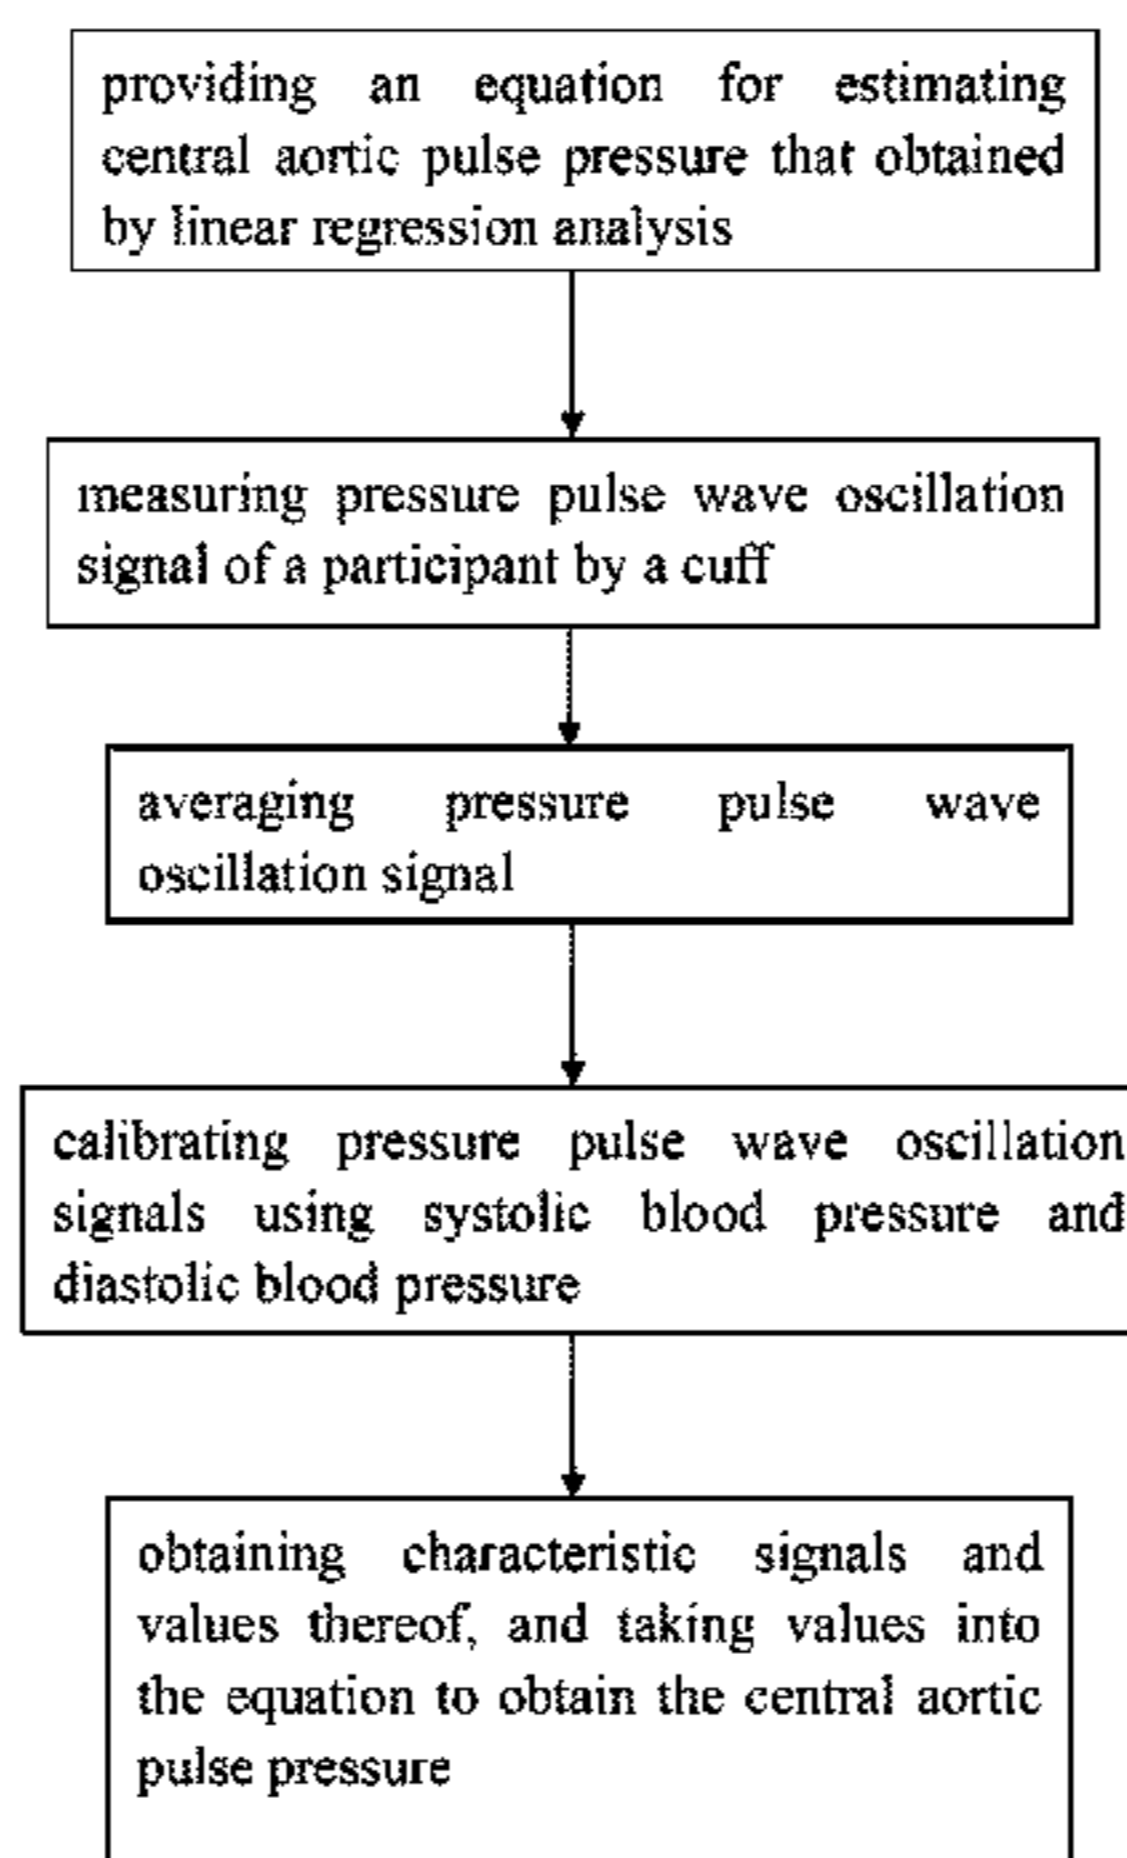 providing an equation for estimating
central aortic pulse pressure that obtained
by linear regression analysis
measuring pressure pulse wave oscillation
signal of a participant by a cuff
averaging pressure pulse wave
oscillation signal
calibrating pressure pulse wave oscillation
signals using systolic blood pressure and
diastolic blood pressure
obtaining characteristic signals and
values thereof, and taking values into
the equation to obtain the central aortic
pulse pressure